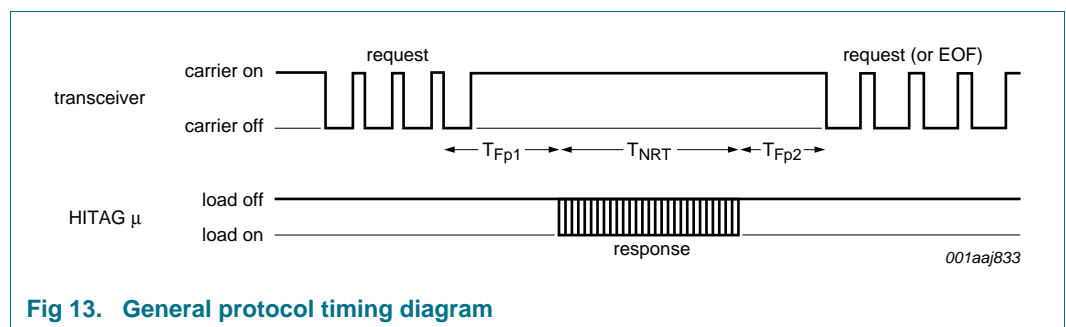 request
request (or EOF)
carrier on
transceiver
carrier off
TFp1
TNRT
TFp2
load off
HITAG μ
load on
response
001aaj833
Fig 13. General protocol timing diagram